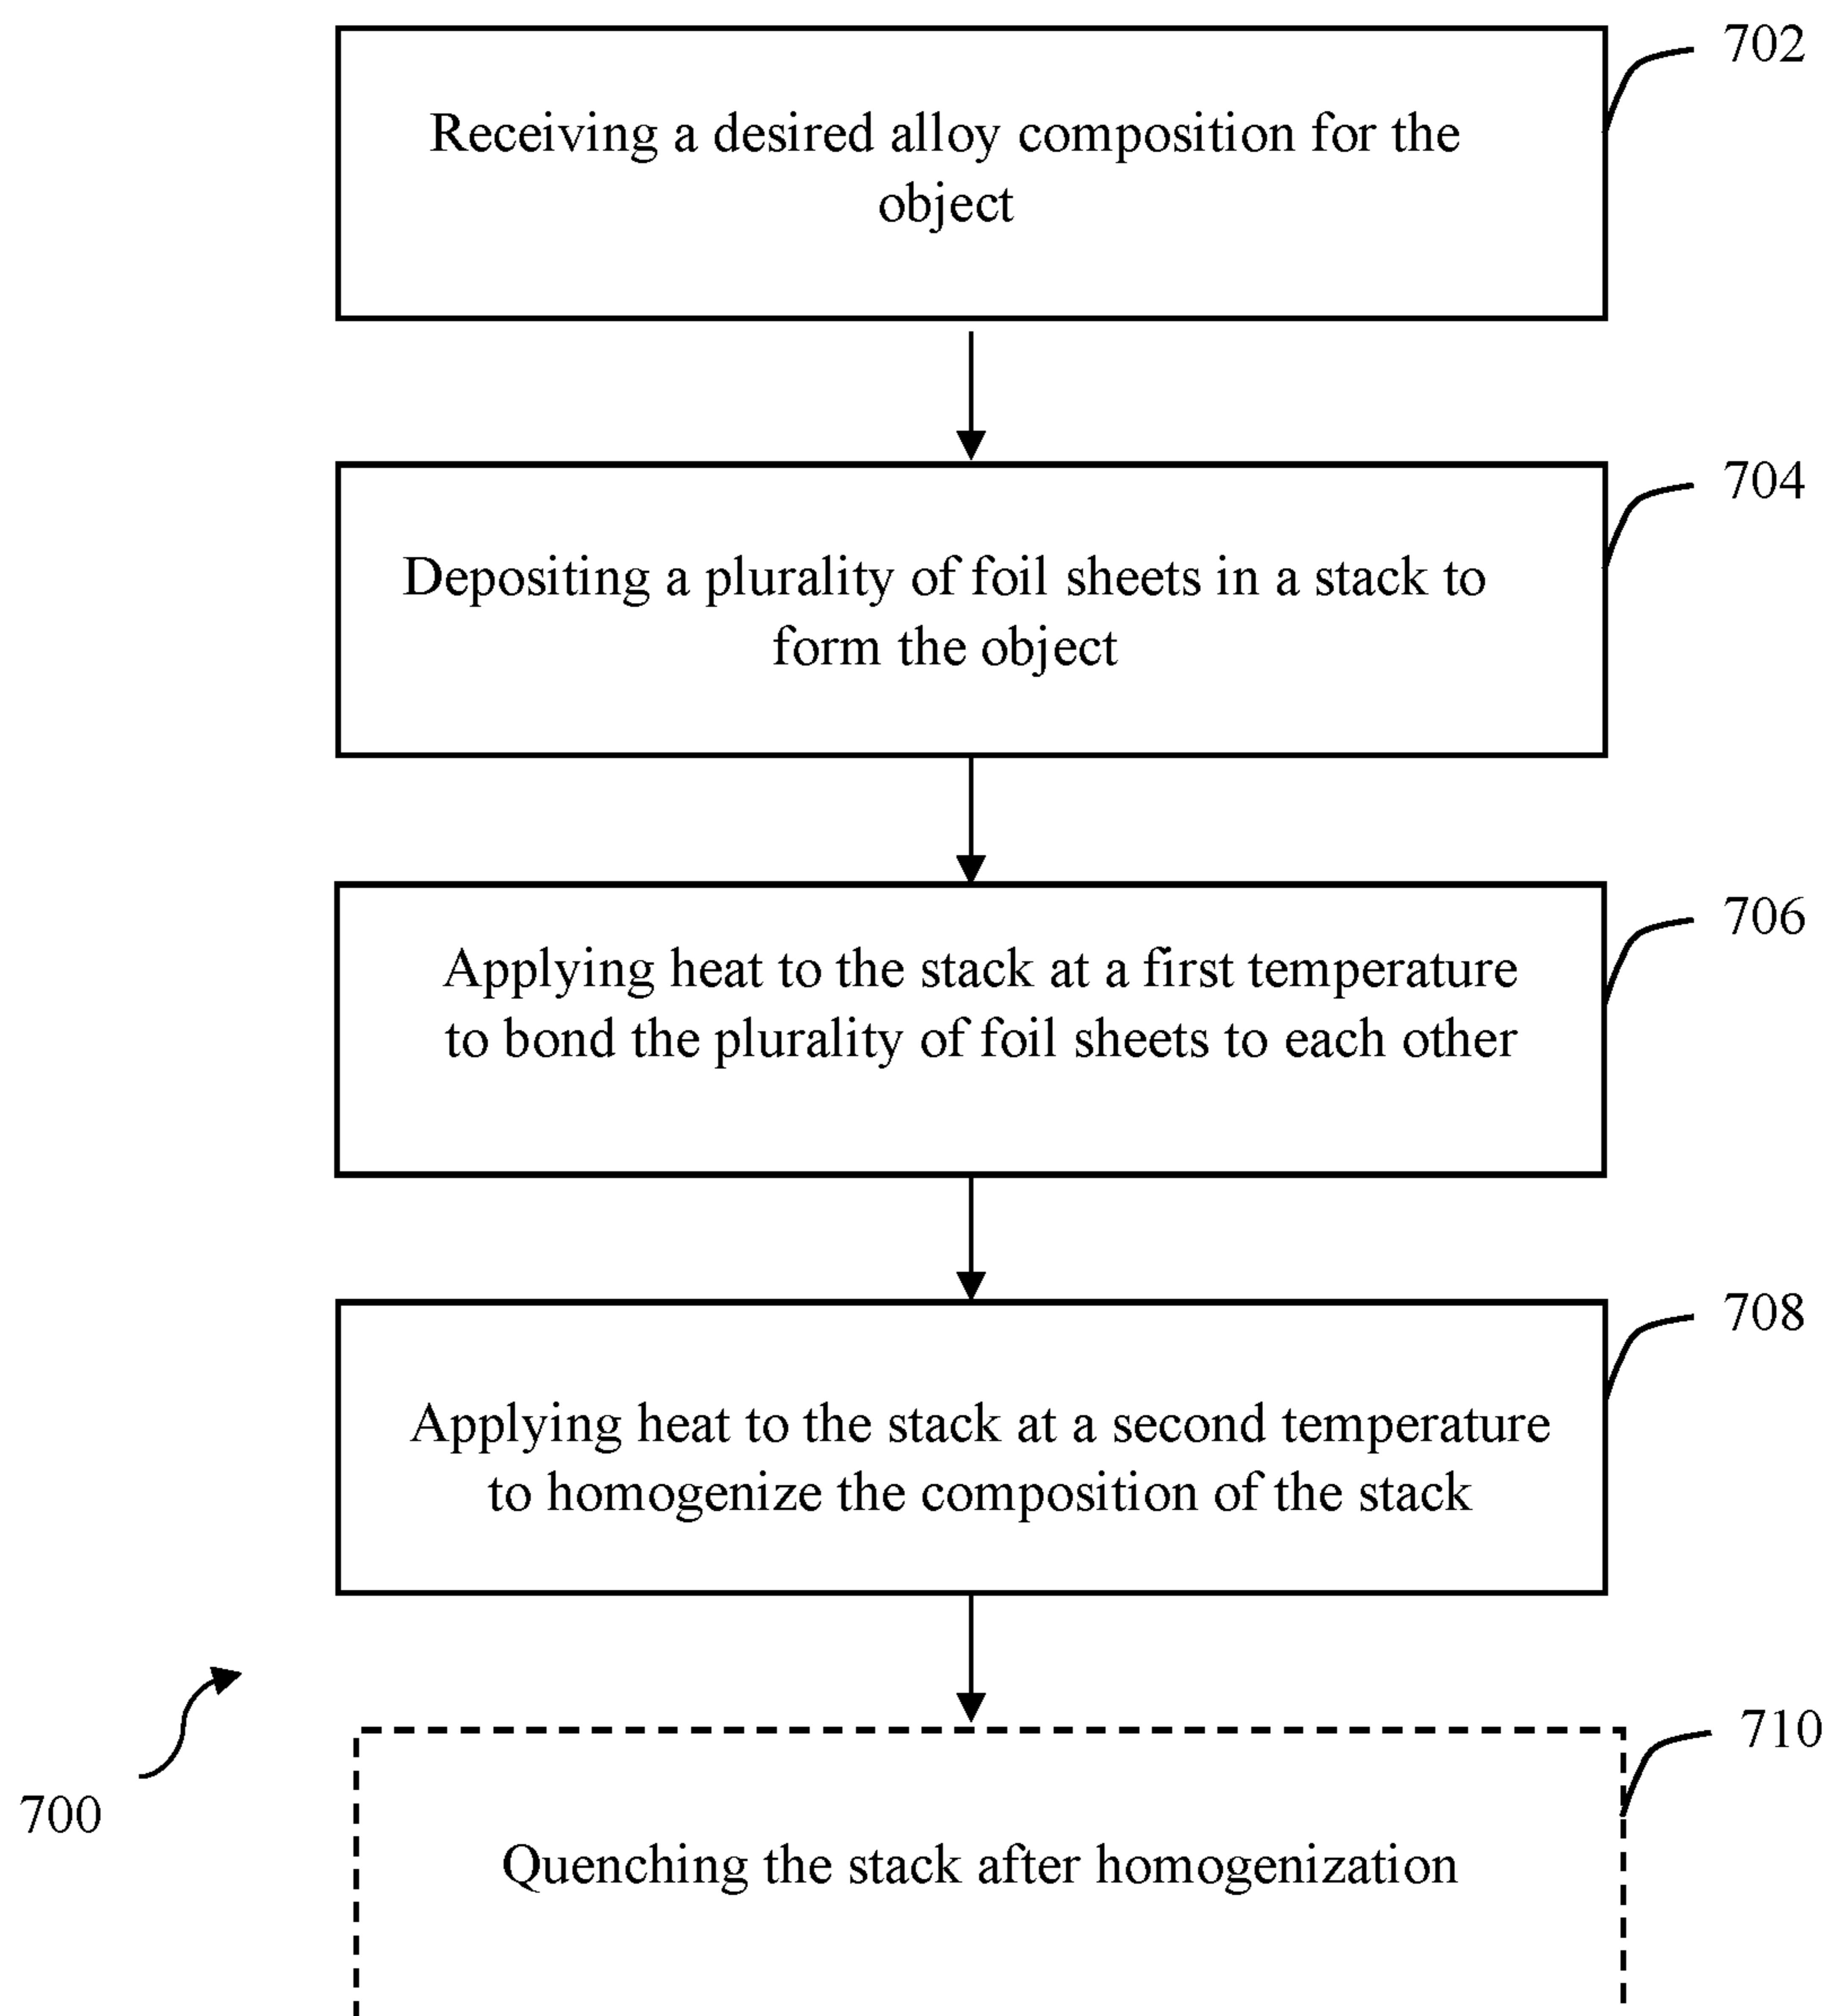 702
Receiving a desired alloy composition for the
object
704
Depositing a plurality of foil sheets in a stack to
form the object
706
Applying heat to the stack at a first temperature
to bond the plurality of foil sheets to each other
708
Applying heat to the stack at a second temperature
to homogenize the composition of the stack
710
700
Quenching the stack after homogenization